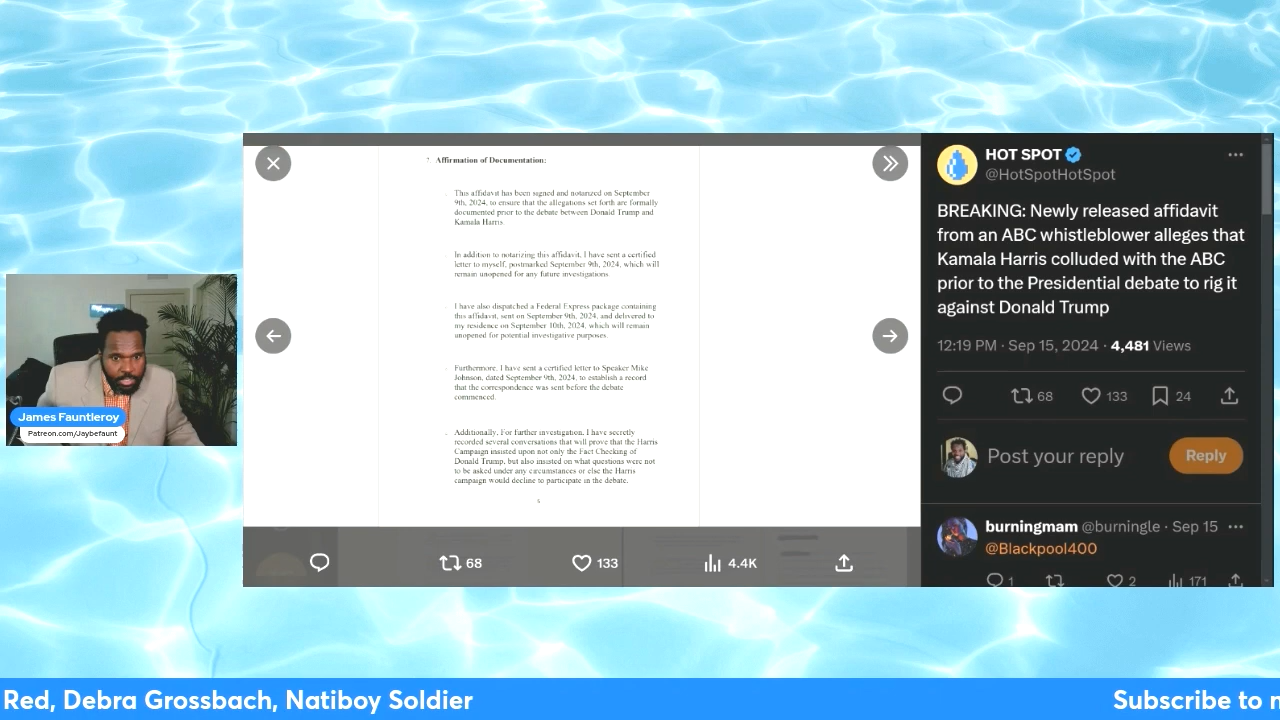 Affirmation of Documentation:
This affidavit has been signed and notarized on September
9th, 2024, to ensure that the allegations set forth are formally
documented prior to the debate between Donald Trump and
Kamala Harris.
In addition to notarizing this affidavit, I have sent a certified
letter to myself, postmarked September 9th, 2024, which will
remain unopened for any future investigations.
I have also dispatched a Federal Express package containing
this affidavit, sent on September 9th, 2024, and delivered to
my residence on September 10th, 2024, which will remain
unopened for potential investigative purposes.
Furthermore, I have sent a certified letter to Speaker Mike
Johnson, dated September 9th, 2024, to establish a record
that the correspondence was sent before the debate
commenced.
Additionally, For further investigation, I have secretly
recorded several conversations that will prove that the Harris
Campaign insisted upon not only the Fact Checking of
Donald Trump, but also insisted on what questions were not
to be asked under any circumstances or else the Harris
campaign would decline to participate in the debate.
68 133 4.4K
HOT SPOT
@HotSpotHotSpot
BREAKING: Newly released affidavit
from an ABC whistleblower alleges that
Kamala Harris colluded with the ABC
prior to the Presidential debate to rig it
against Donald Trump
12:19 PM · Sep 15, 2024 · 4,481 Views
68 133 24
Post your reply
Reply
burningmam @burningle · Sep 15
@Blackpool400
1 2 171
James Fauntleroy
Patreon.com/Jaybefaunt
Red, Debra Grossbach, Natiboy Soldier
Subscribe to